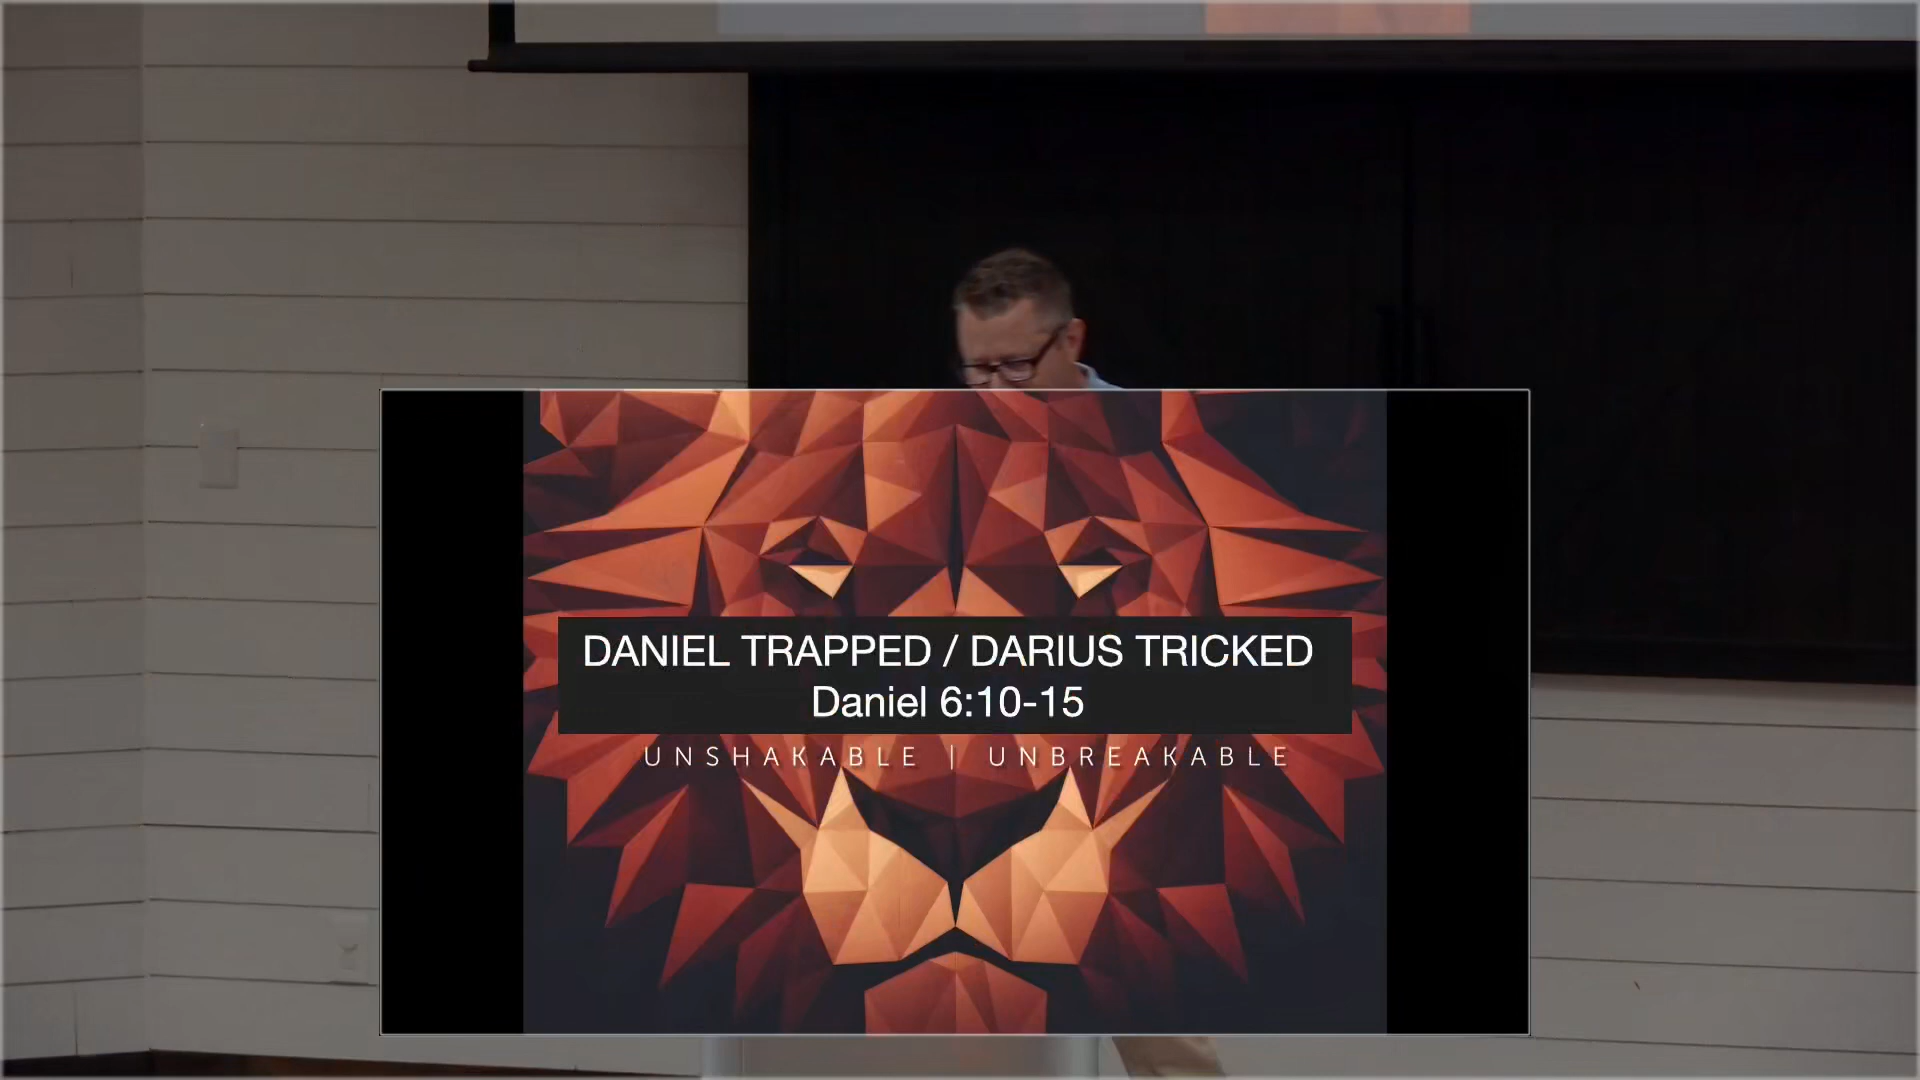 DANIEL TRAPPED / DARIUS TRICKED
Daniel 6:10-15
UNSHAKABLE | UNBREAKABLE